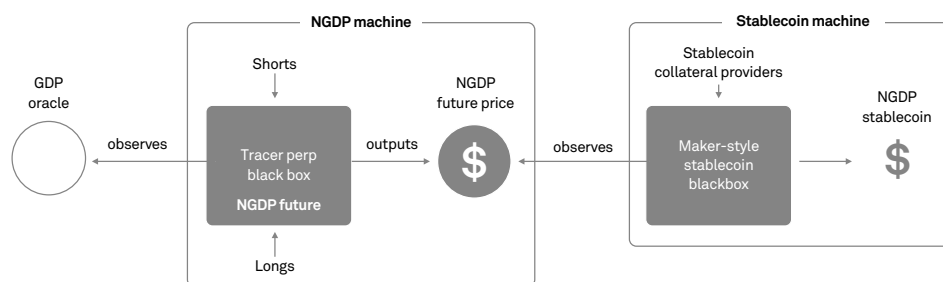 NGDP machine
Stablecoin machine
GDP
oracle
observes
Shorts
Tracer perp
black box
NGDP future
Longs
outputs
NGDP
future price
$
observes
Stablecoin
collateral providers
Maker-style
stablecoin
blackbox
NGDP
stablecoin
$